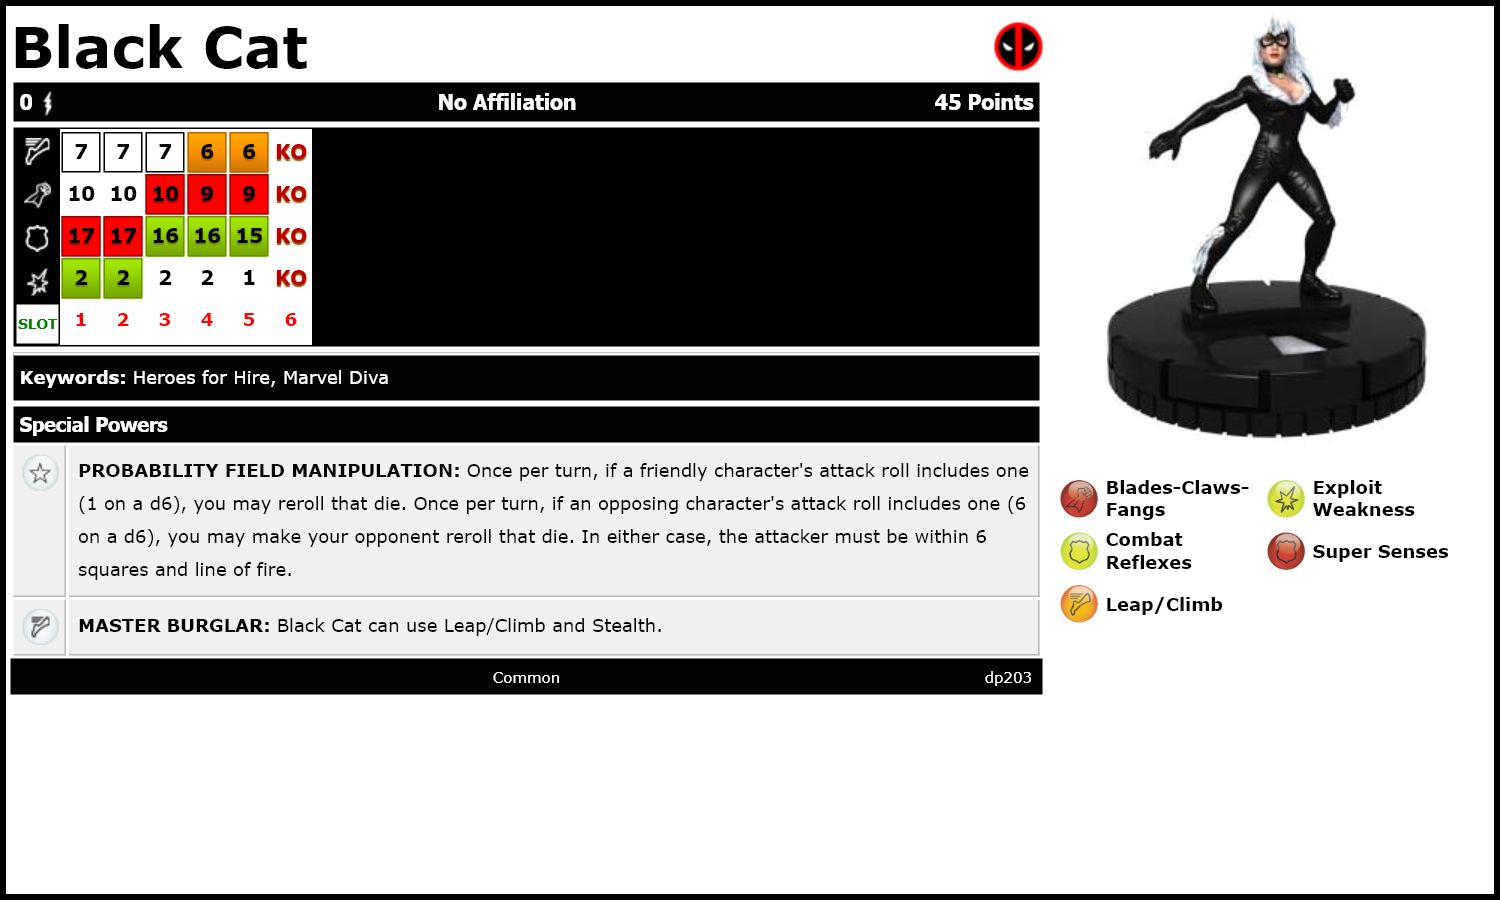 Black Cat
0 No Affiliation 45 Points
7 7 7 6 6 KO
10 10 10 9 9 KO
17 17 16 16 15 KO
2 2 2 2 1 KO
SLOT 1 2 3 4 5 6
Keywords: Heroes for Hire, Marvel Diva
Special Powers
PROBABILITY FIELD MANIPULATION: Once per turn, if a friendly character's attack roll includes one
(1 on a d6), you may reroll that die. Once per turn, if an opposing character's attack roll includes one (6
on a d6), you may make your opponent reroll that die. In either case, the attacker must be within 6
squares and line of fire.
MASTER BURGLAR: Black Cat can use Leap/Climb and Stealth.
Common dp203
Blades-Claws-
Fangs
Exploit
Weakness
Combat
Reflexes
Super Senses
Leap/Climb